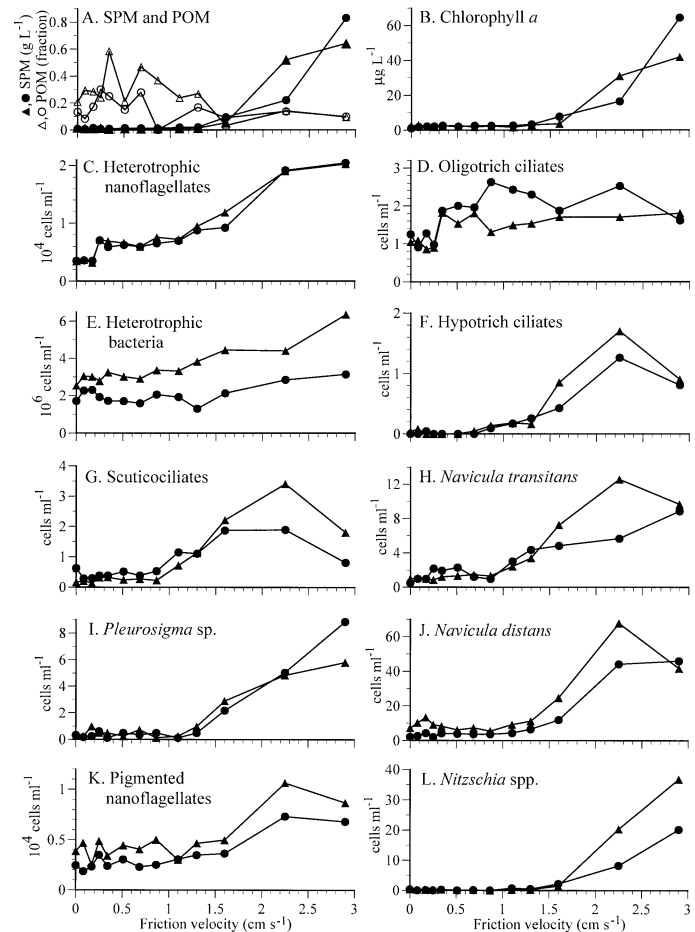 A. SPM and POM
▲,● SPM (g L⁻¹)
△,○ POM (fraction)
0.8
0.6
0.4
0.2
0
B. Chlorophyll a
µg L⁻¹
60
40
20
0
C. Heterotrophic
nanoflagellates
10⁴ cells ml⁻¹
2
1
0
D. Oligotrich ciliates
cells ml⁻¹
3
2
1
0
E. Heterotrophic
bacteria
10⁶ cells ml⁻¹
6
4
2
0
F. Hypotrich ciliates
cells ml⁻¹
2
1
0
G. Scuticociliates
cells ml⁻¹
4
3
2
1
0
H. Navicula transitans
cells ml⁻¹
12
8
4
0
I. Pleurosigma sp.
cells ml⁻¹
8
6
4
2
0
J. Navicula distans
cells ml⁻¹
60
40
20
0
K. Pigmented
nanoflagellates
10⁴ cells ml⁻¹
1
0.5
0
0 0.5 1 1.5 2 2.5 3
Friction velocity (cm s⁻¹)
L. Nitzschia spp.
cells ml⁻¹
40
30
20
10
0
0 0.5 1 1.5 2 2.5 3
Friction velocity (cm s⁻¹)